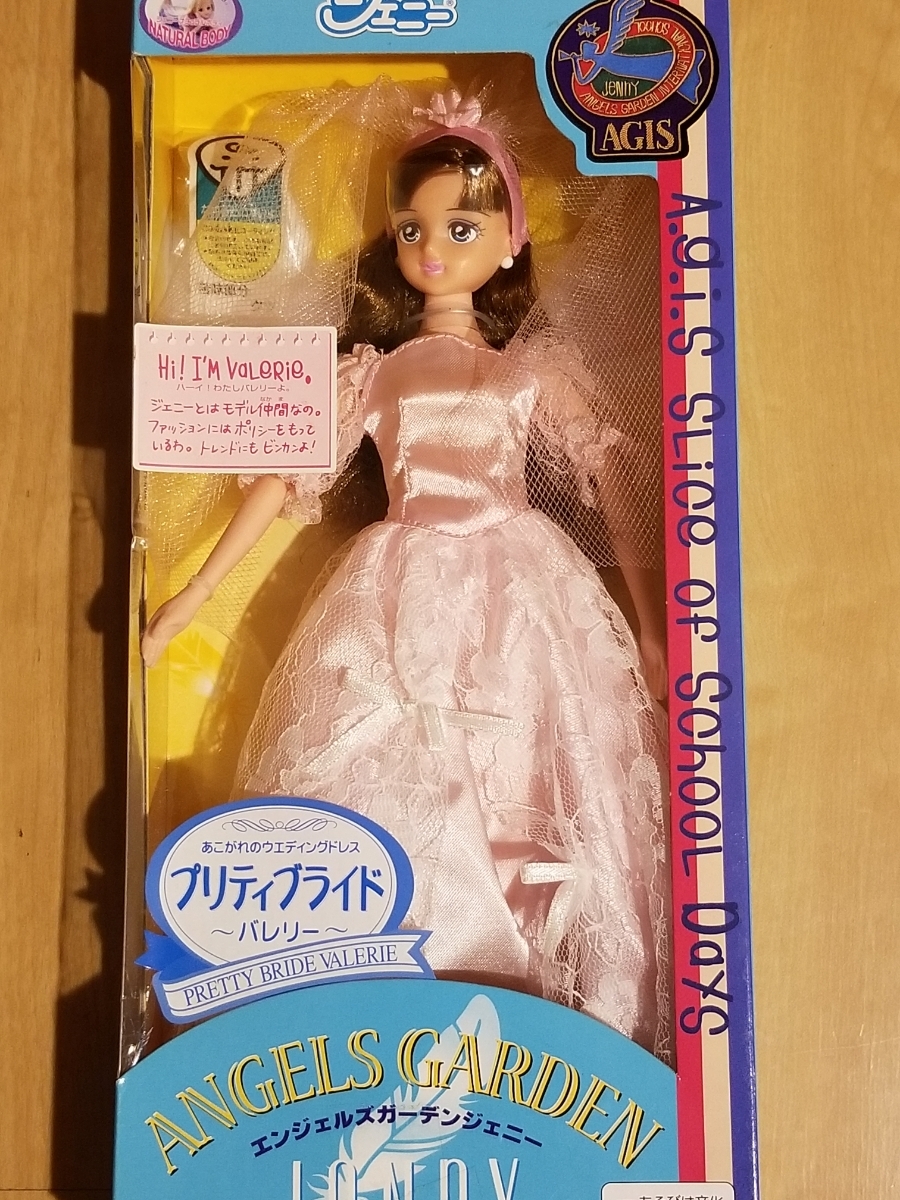 ジェニー
NATURAL BODY
JENNY
ANGELS GARDEN INTERNATIONAL SCHOOL
AGIS
A.g.i.S Slice of School Days
Hi! I'm Valerie.
ハーイ!わたしバレリーよ。
ジェニーとはモデル仲間なの。
ファッションにはポリシーをもって
いるわ。トレンドにもビンカンよ!
あこがれのウエディングドレス
プリティブライド
〜バレリー〜
PRETTY BRIDE VALERIE
ANGELS GARDEN
エンジェルズガーデンジェニー